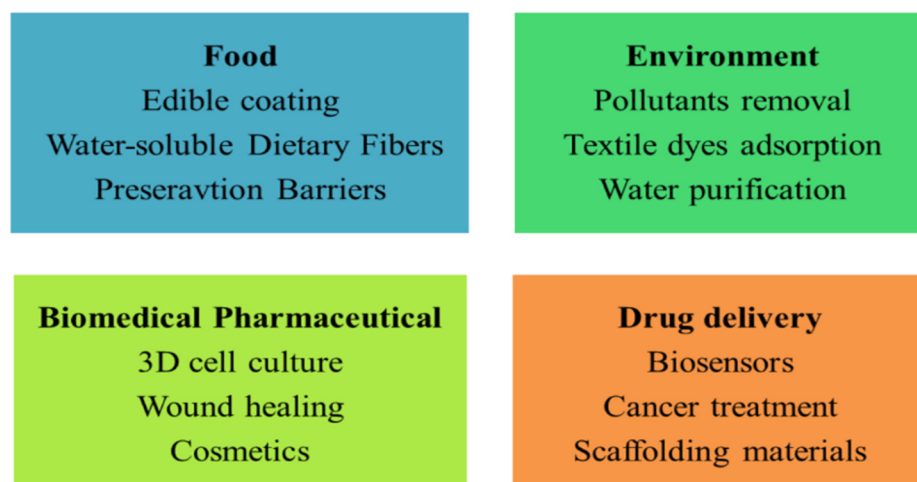 Food
Edible coating
Water-soluble Dietary Fibers
Preseravtion Barriers
Environment
Pollutants removal
Textile dyes adsorption
Water purification
Biomedical Pharmaceutical
3D cell culture
Wound healing
Cosmetics
Drug delivery
Biosensors
Cancer treatment
Scaffolding materials